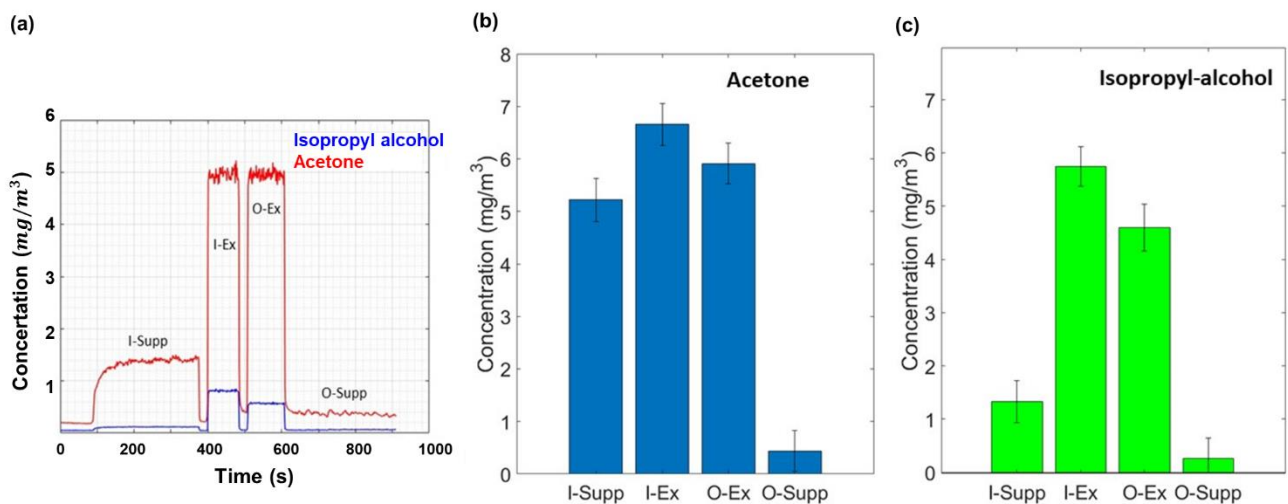 (a)
Concertation (mg/m³)
6
5
4
3
2
1
Isopropyl alcohol
Acetone
O-Ex
I-Ex
I-Supp
O-Supp
0 200 400 600 800 1000
Time (s)
(b)
Concentration (mg/m³)
8
7
6
5
4
3
2
1
0
Acetone
I-Supp I-Ex O-Ex O-Supp
(c)
Concentration (mg/m³)
7
6
5
4
3
2
1
0
Isopropyl-alcohol
I-Supp I-Ex O-Ex O-Supp